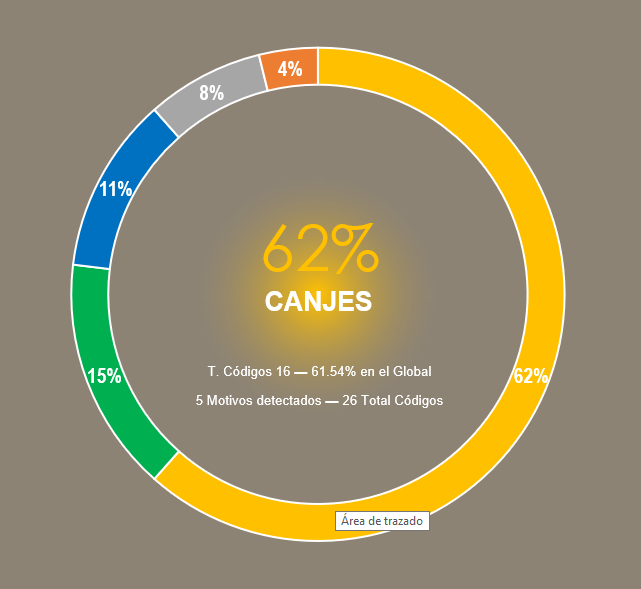 4%
8%
11%
62%
CANJES
15%
T. Códigos 16 — 61.54% en el Global
62%
5 Motivos detectados — 26 Total Códigos
Área de trazado